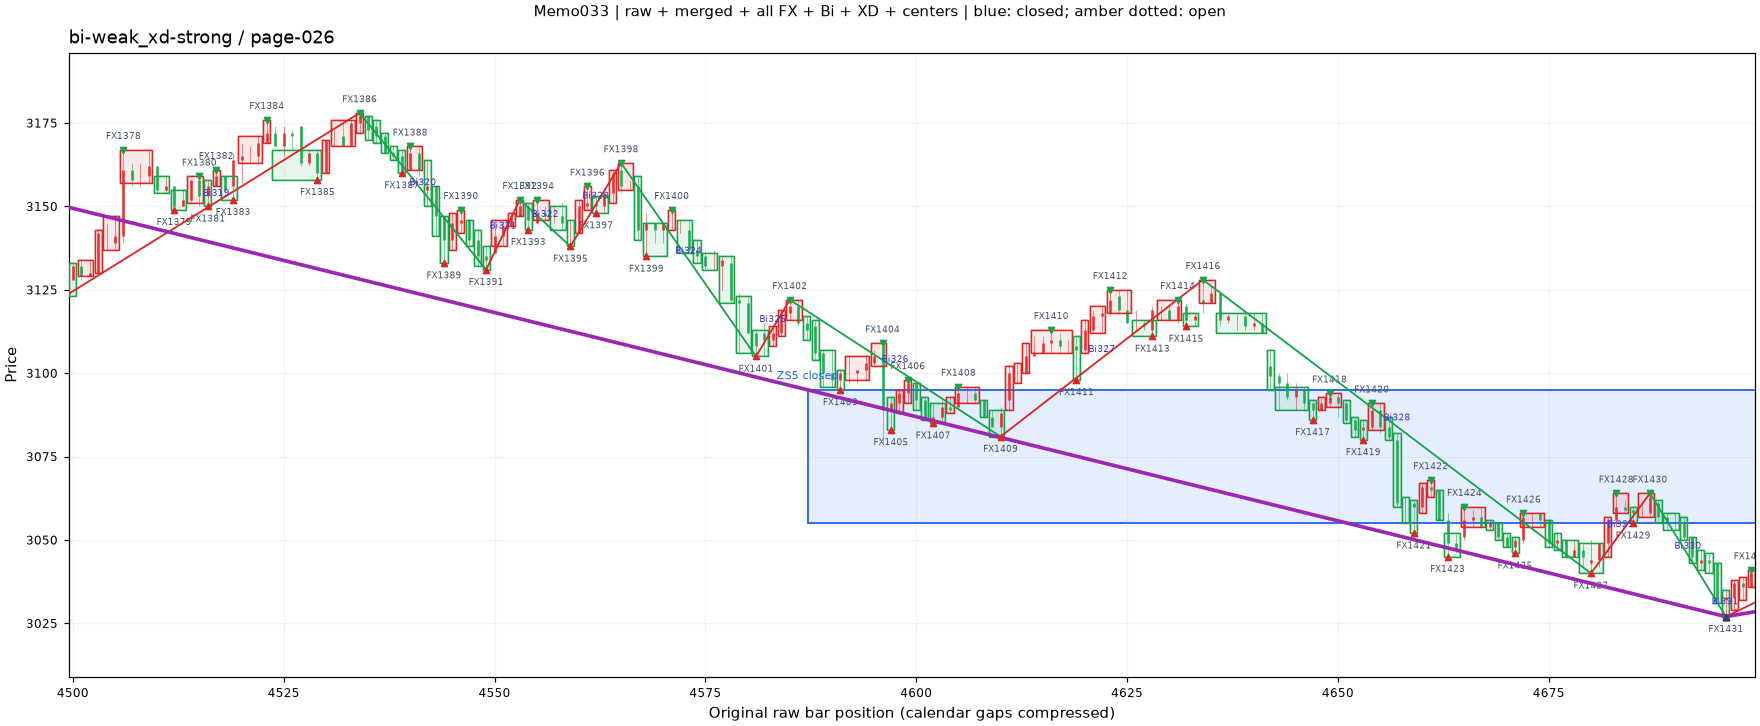 Memo033 | raw + merged + all FX + Bi + XD + centers | blue: closed; amber dotted: open
bi-weak_xd-strong / page-026
Price
3175
3150
3125
3100
3075
3050
3025
FX1378
FX1379
FX1380
FX1381
FX1382
Bi319
FX1383
FX1384
FX1385
FX1386
FX1387
FX1388
Bi320
FX1389
FX1390
FX1391
FX1393
FX1394
Bi322
FX1395
FX1396
FX1397
FX1398
FX1399
FX1400
Bi324
FX1401
FX1402
ZS5 closed
FX1404
FX1405
Bi326
FX1406
FX1407
FX1408
FX1409
FX1410
FX1411
Bi327
FX1412
FX1413
FX1414
FX1415
FX1416
FX1417
FX1418
FX1419
FX1420
Bi328
FX1421
FX1422
FX1423
FX1424
FX1425
FX1426
FX1427
FX1428
FX1429
FX1430
Bi330
FX1431
FX14
4500
4525
4550
4575
4600
4625
4650
4675
Original raw bar position (calendar gaps compressed)